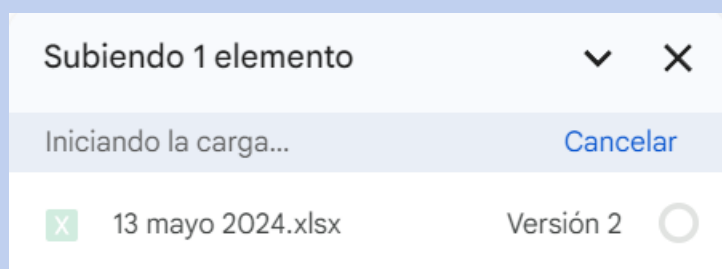 Subiendo 1 elemento
Iniciando la carga... Cancelar
X 13 mayo 2024.xlsx Versión 2